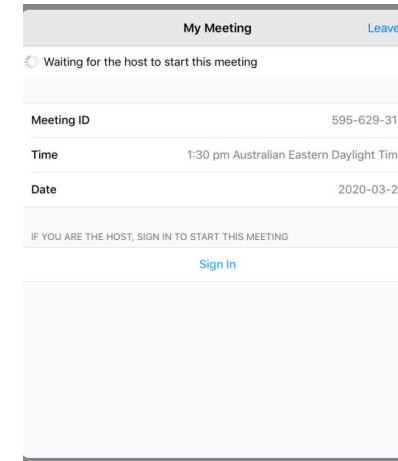 My Meeting Leave
Waiting for the host to start this meeting
Meeting ID 595-629-31
Time 1:30 pm Australian Eastern Daylight Tim
Date 2020-03-2
IF YOU ARE THE HOST, SIGN IN TO START THIS MEETING
Sign In